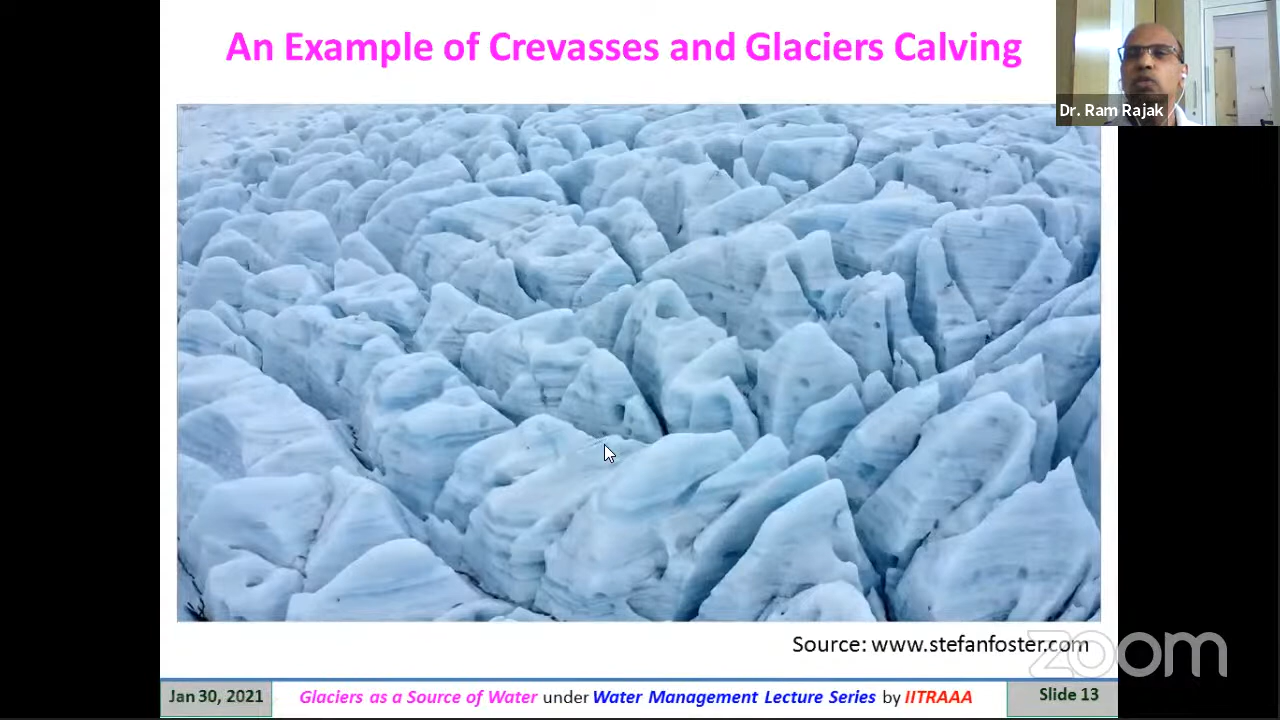 An Example of Crevasses and Glaciers Calving
Dr. Ram Rajak
Source: www.stefanfoster.com
zoom
Jan 30, 2021
Glaciers as a Source of Water under Water Management Lecture Series by IITRAAA
Slide 13